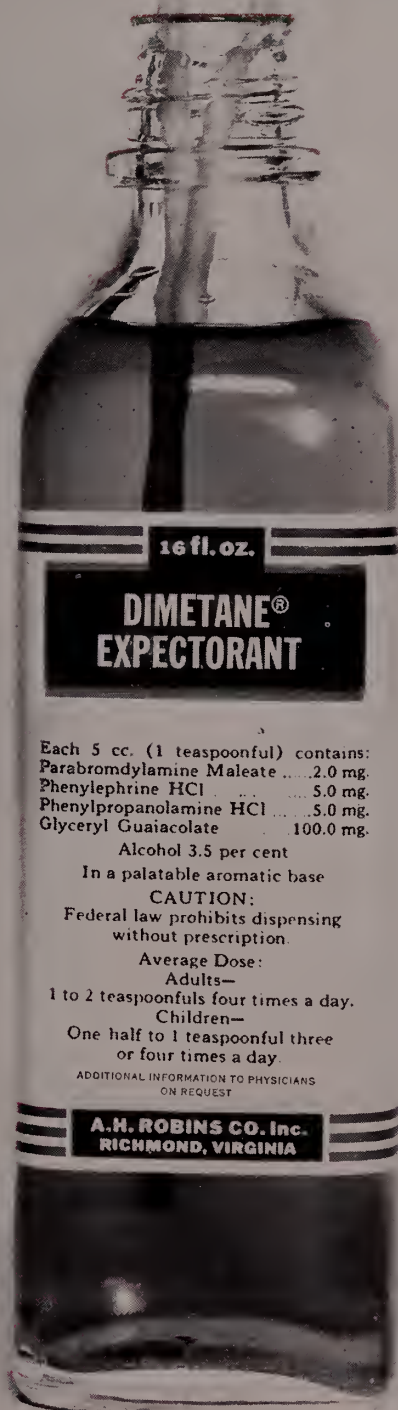 16 fl. oz.
DIMETANE®
EXPECTORANT
Each 5 cc. (1 teaspoonful) contains:
Parabromdylamine Maleate .. ..2.0 mg.
Phenylephrine HCl . .. .... 5.0 mg.
Phenylpropanolamine HCl ... ..5.0 mg.
Glyceryl Guaiacolate . .100.0 mg.
Alcohol 3.5 per cent
In a palatable aromatic base
CAUTION:
Federal law prohibits dispensing
without prescription.
Average Dose:
Adults—
1 to 2 teaspoonfuls four times a day.
Children—
One half to 1 teaspoonful three
or four times a day.
ADDITIONAL INFORMATION TO PHYSICIANS
ON REQUEST
A.H. ROBINS CO. Inc.
RICHMOND, VIRGINIA